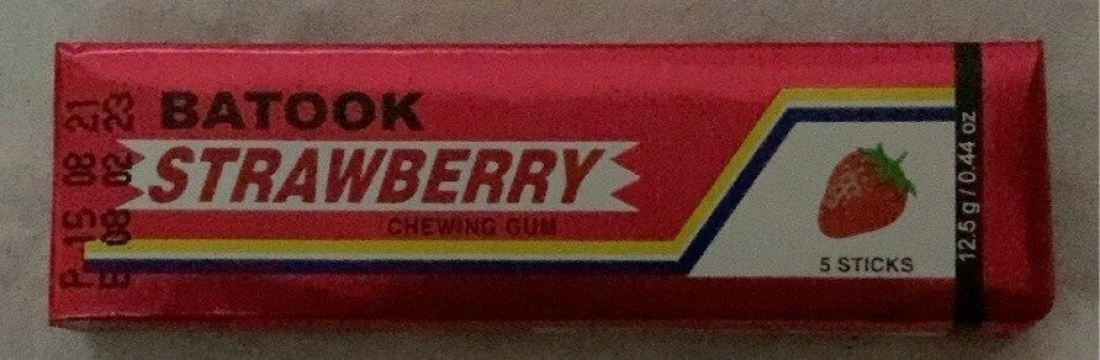 BATOOK
STRAWBERRY
CHEWING GUM
5 STICKS
12.5 g / 0.44 oz
P 15 08 21
E 08 02 23